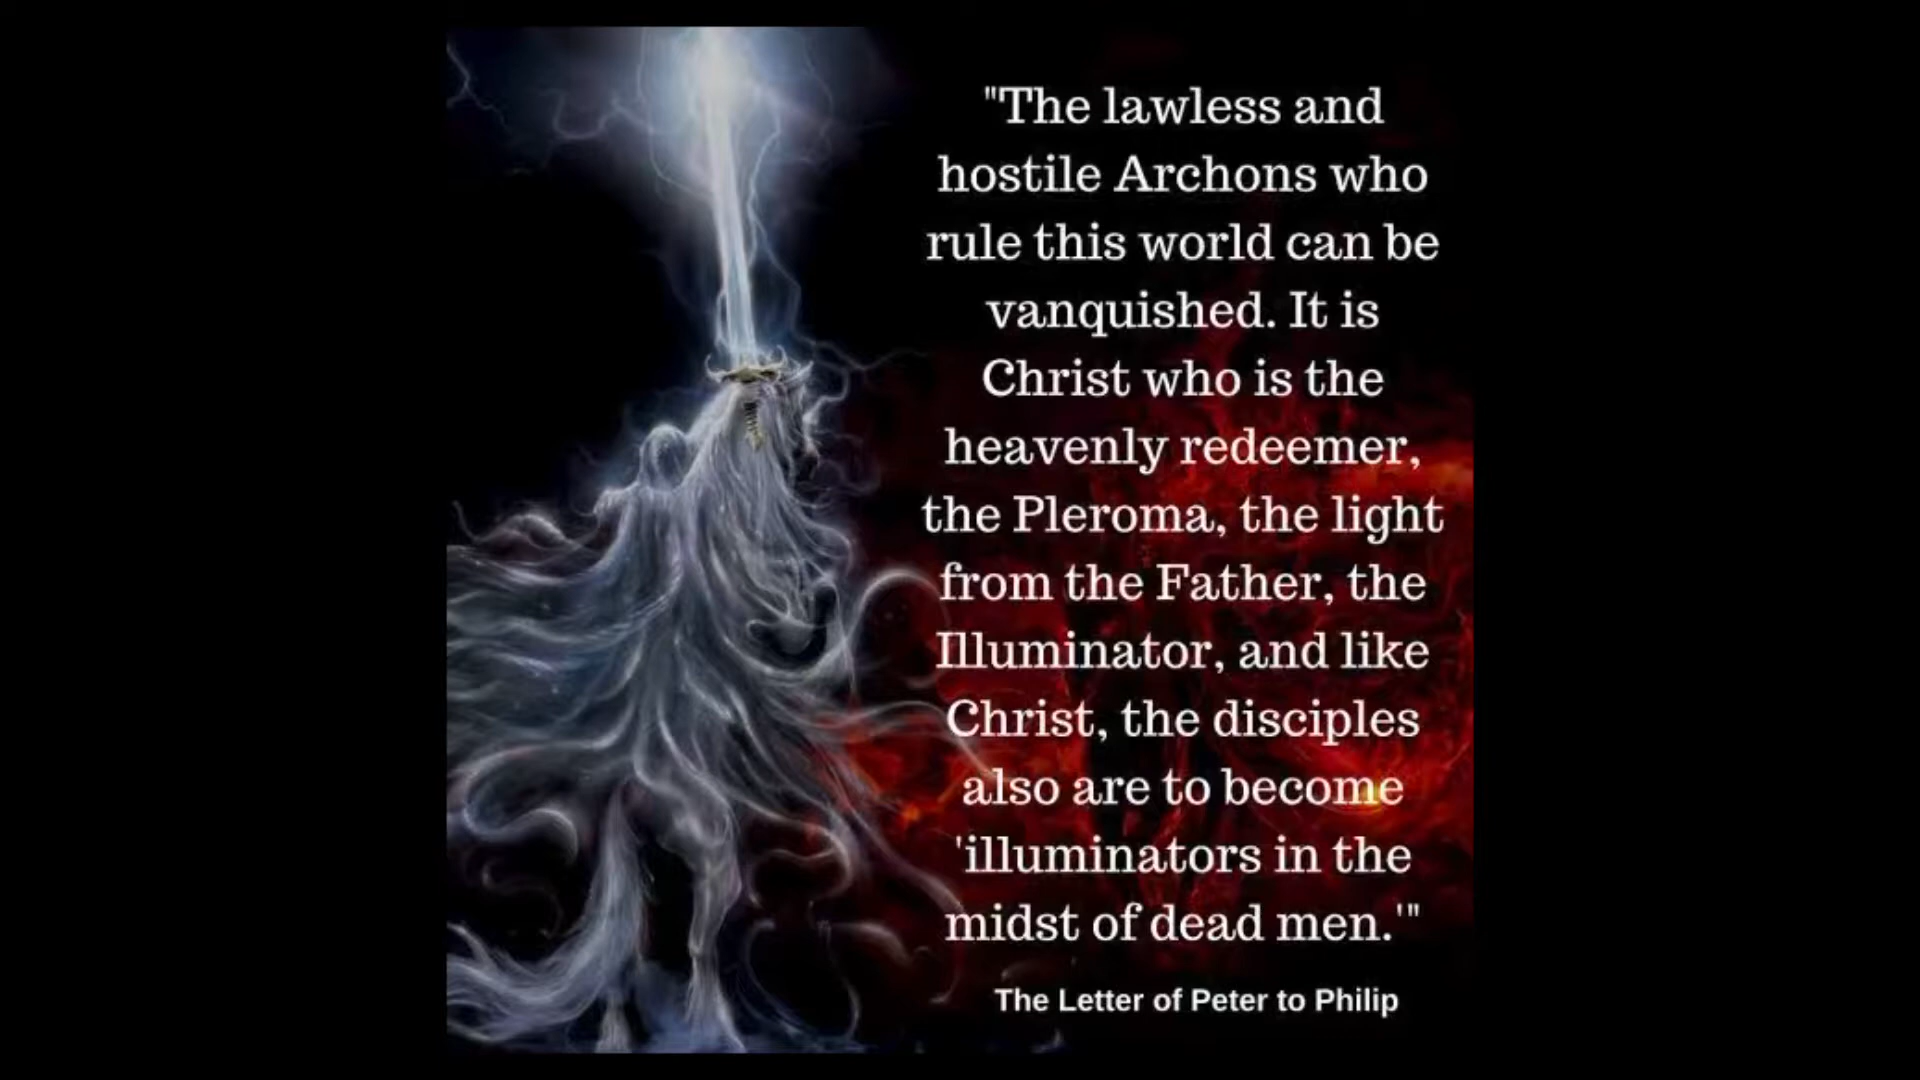 "The lawless and
hostile Archons who
rule this world can be
vanquished. It is
Christ who is the
heavenly redeemer,
the Pleroma, the light
from the Father, the
Illuminator, and like
Christ, the disciples
also are to become
'illuminators in the
midst of dead men.'"
The Letter of Peter to Philip